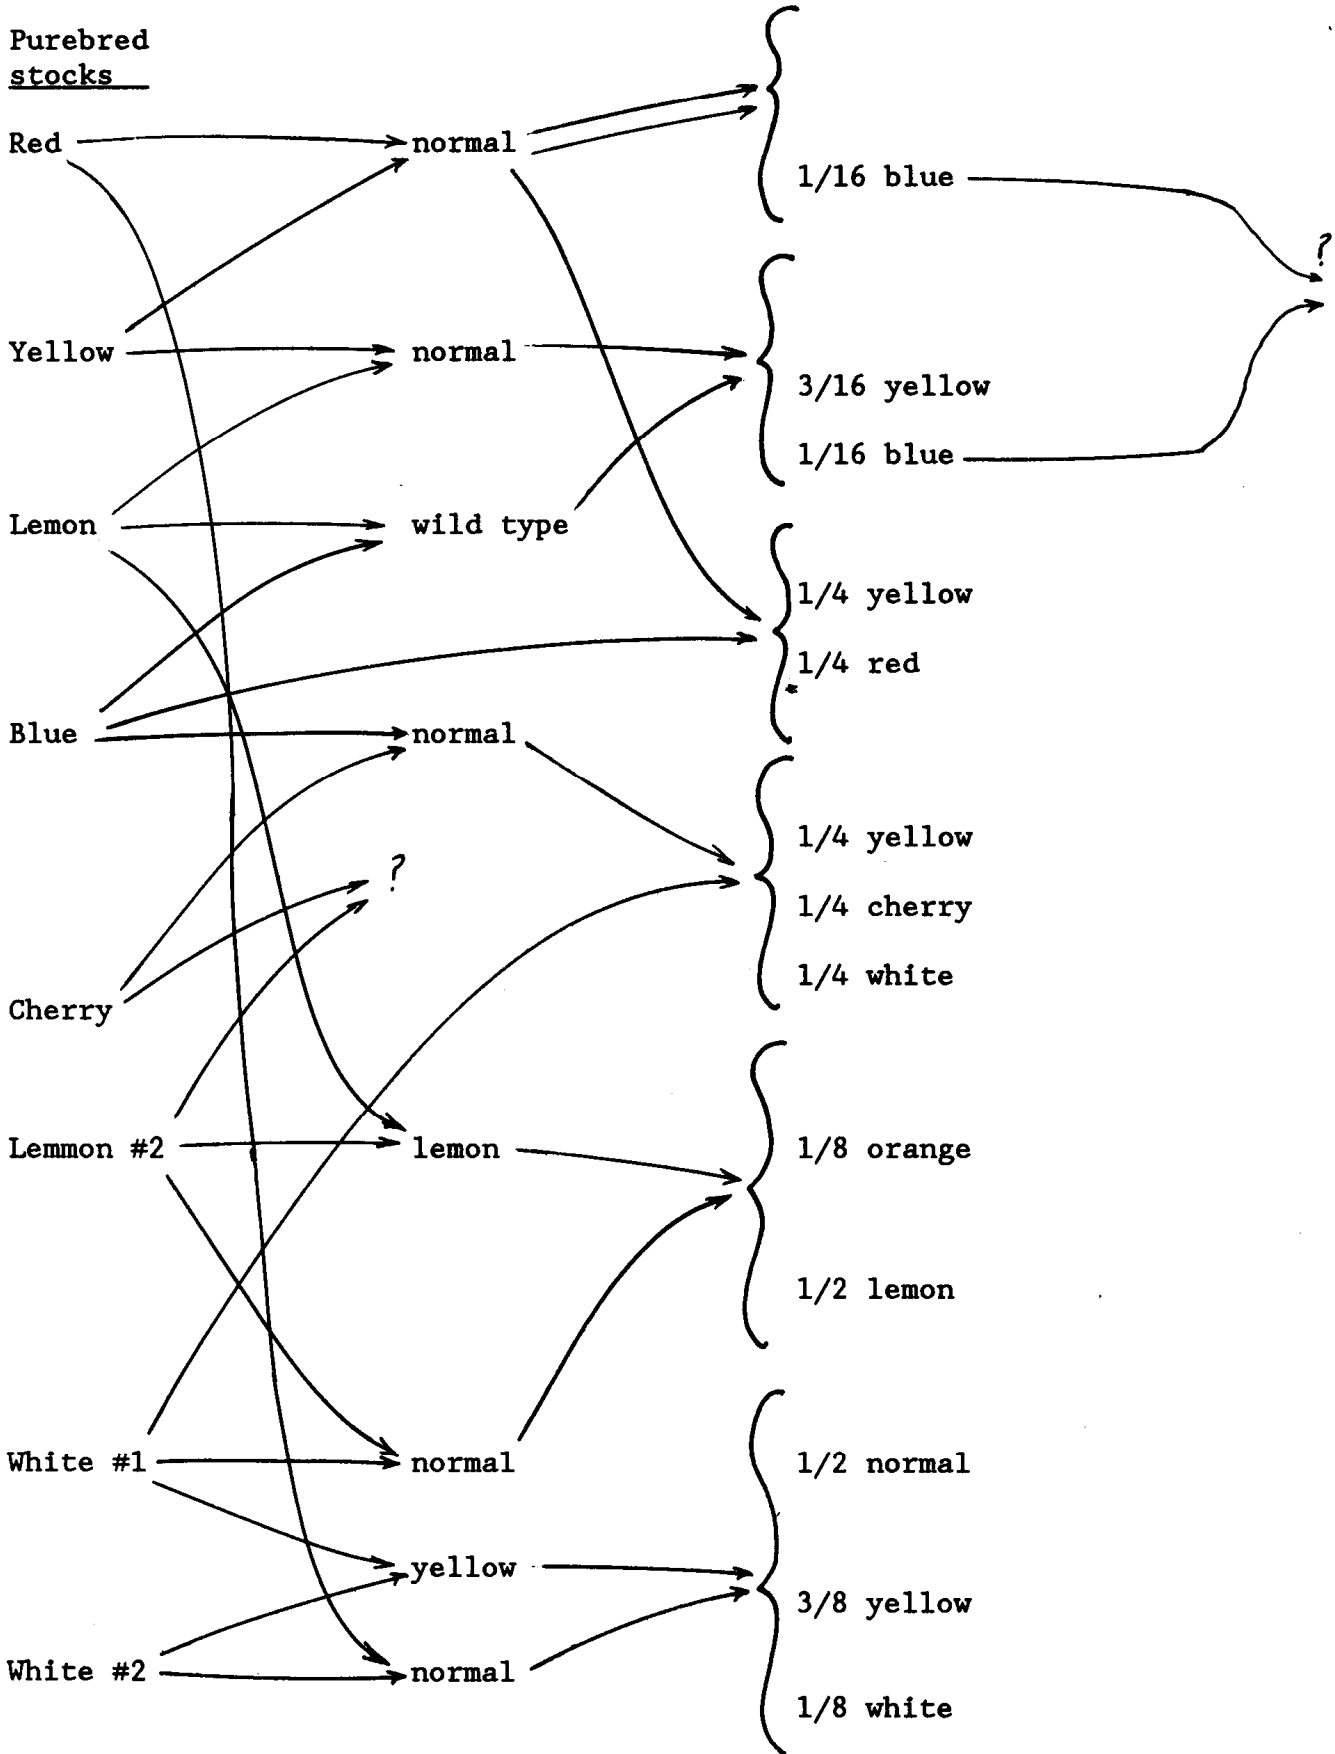 Purebred
stocks
Red
normal
1/16 blue
?
Yellow
normal
3/16 yellow
1/16 blue
Lemon
wild type
1/4 yellow
1/4 red
Blue
normal
1/4 yellow
?
1/4 cherry
1/4 white
Cherry
Lemmon #2
lemon
1/8 orange
1/2 lemon
White #1
normal
1/2 normal
yellow
3/8 yellow
White #2
normal
1/8 white